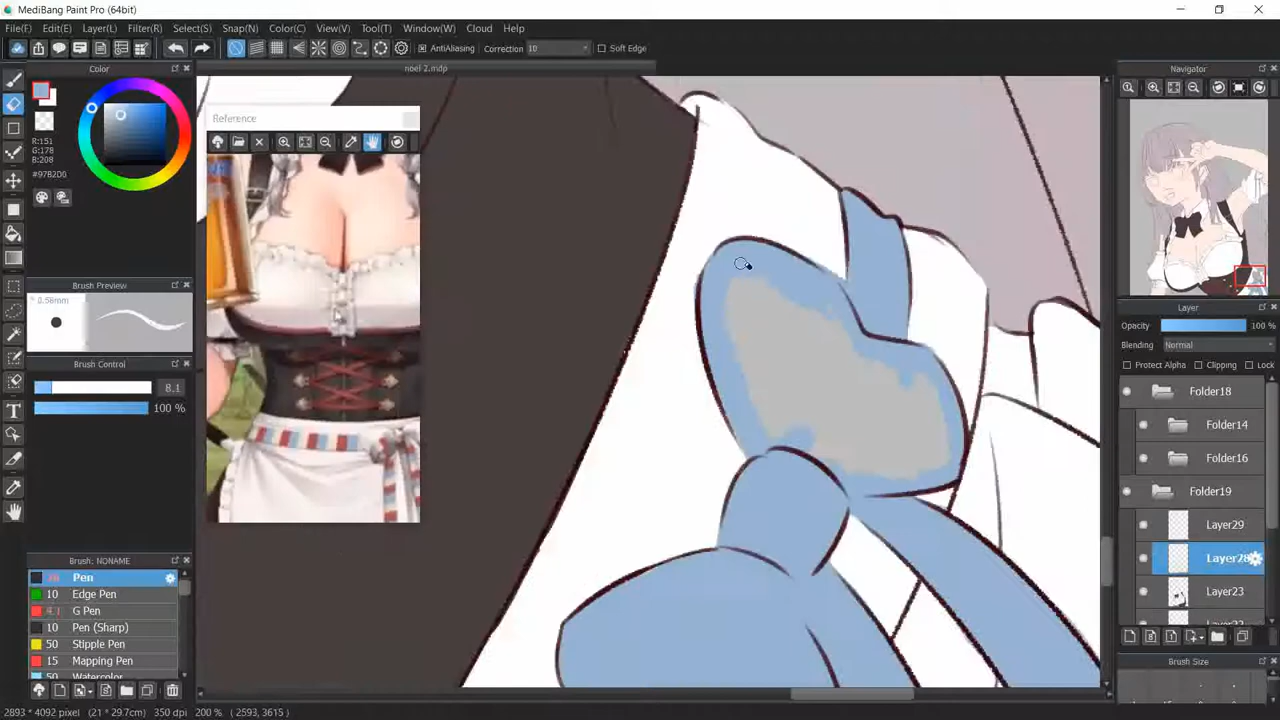 MediBang Paint Pro (64bit)
File(F) Edit(E) Layer(L) Filter(R) Select(S) Snap(N) Color(C) View(V) Tool(T) Window(W) Cloud Help
AntiAliasing Correction 10 Soft Edge
Color
noel 2.mdp
Navigator
Reference
R:151
G:178
B:208
#97B2D0
Brush Preview
* 0.58mm
Brush Control
8.1
100 %
Layer
Opacity 100 %
Blending Normal
Protect Alpha Clipping Lock
Folder18
Folder14
Folder16
Folder19
Layer29
Layer28
Layer23
Brush: NONAME
Pen
10 Edge Pen
G Pen
10 Pen (Sharp)
50 Stipple Pen
15 Mapping Pen
50 Watercolor
Brush Size
2893 * 4092 pixel (21 * 29.7cm) 350 dpi 200 % ( 2593, 3615 )